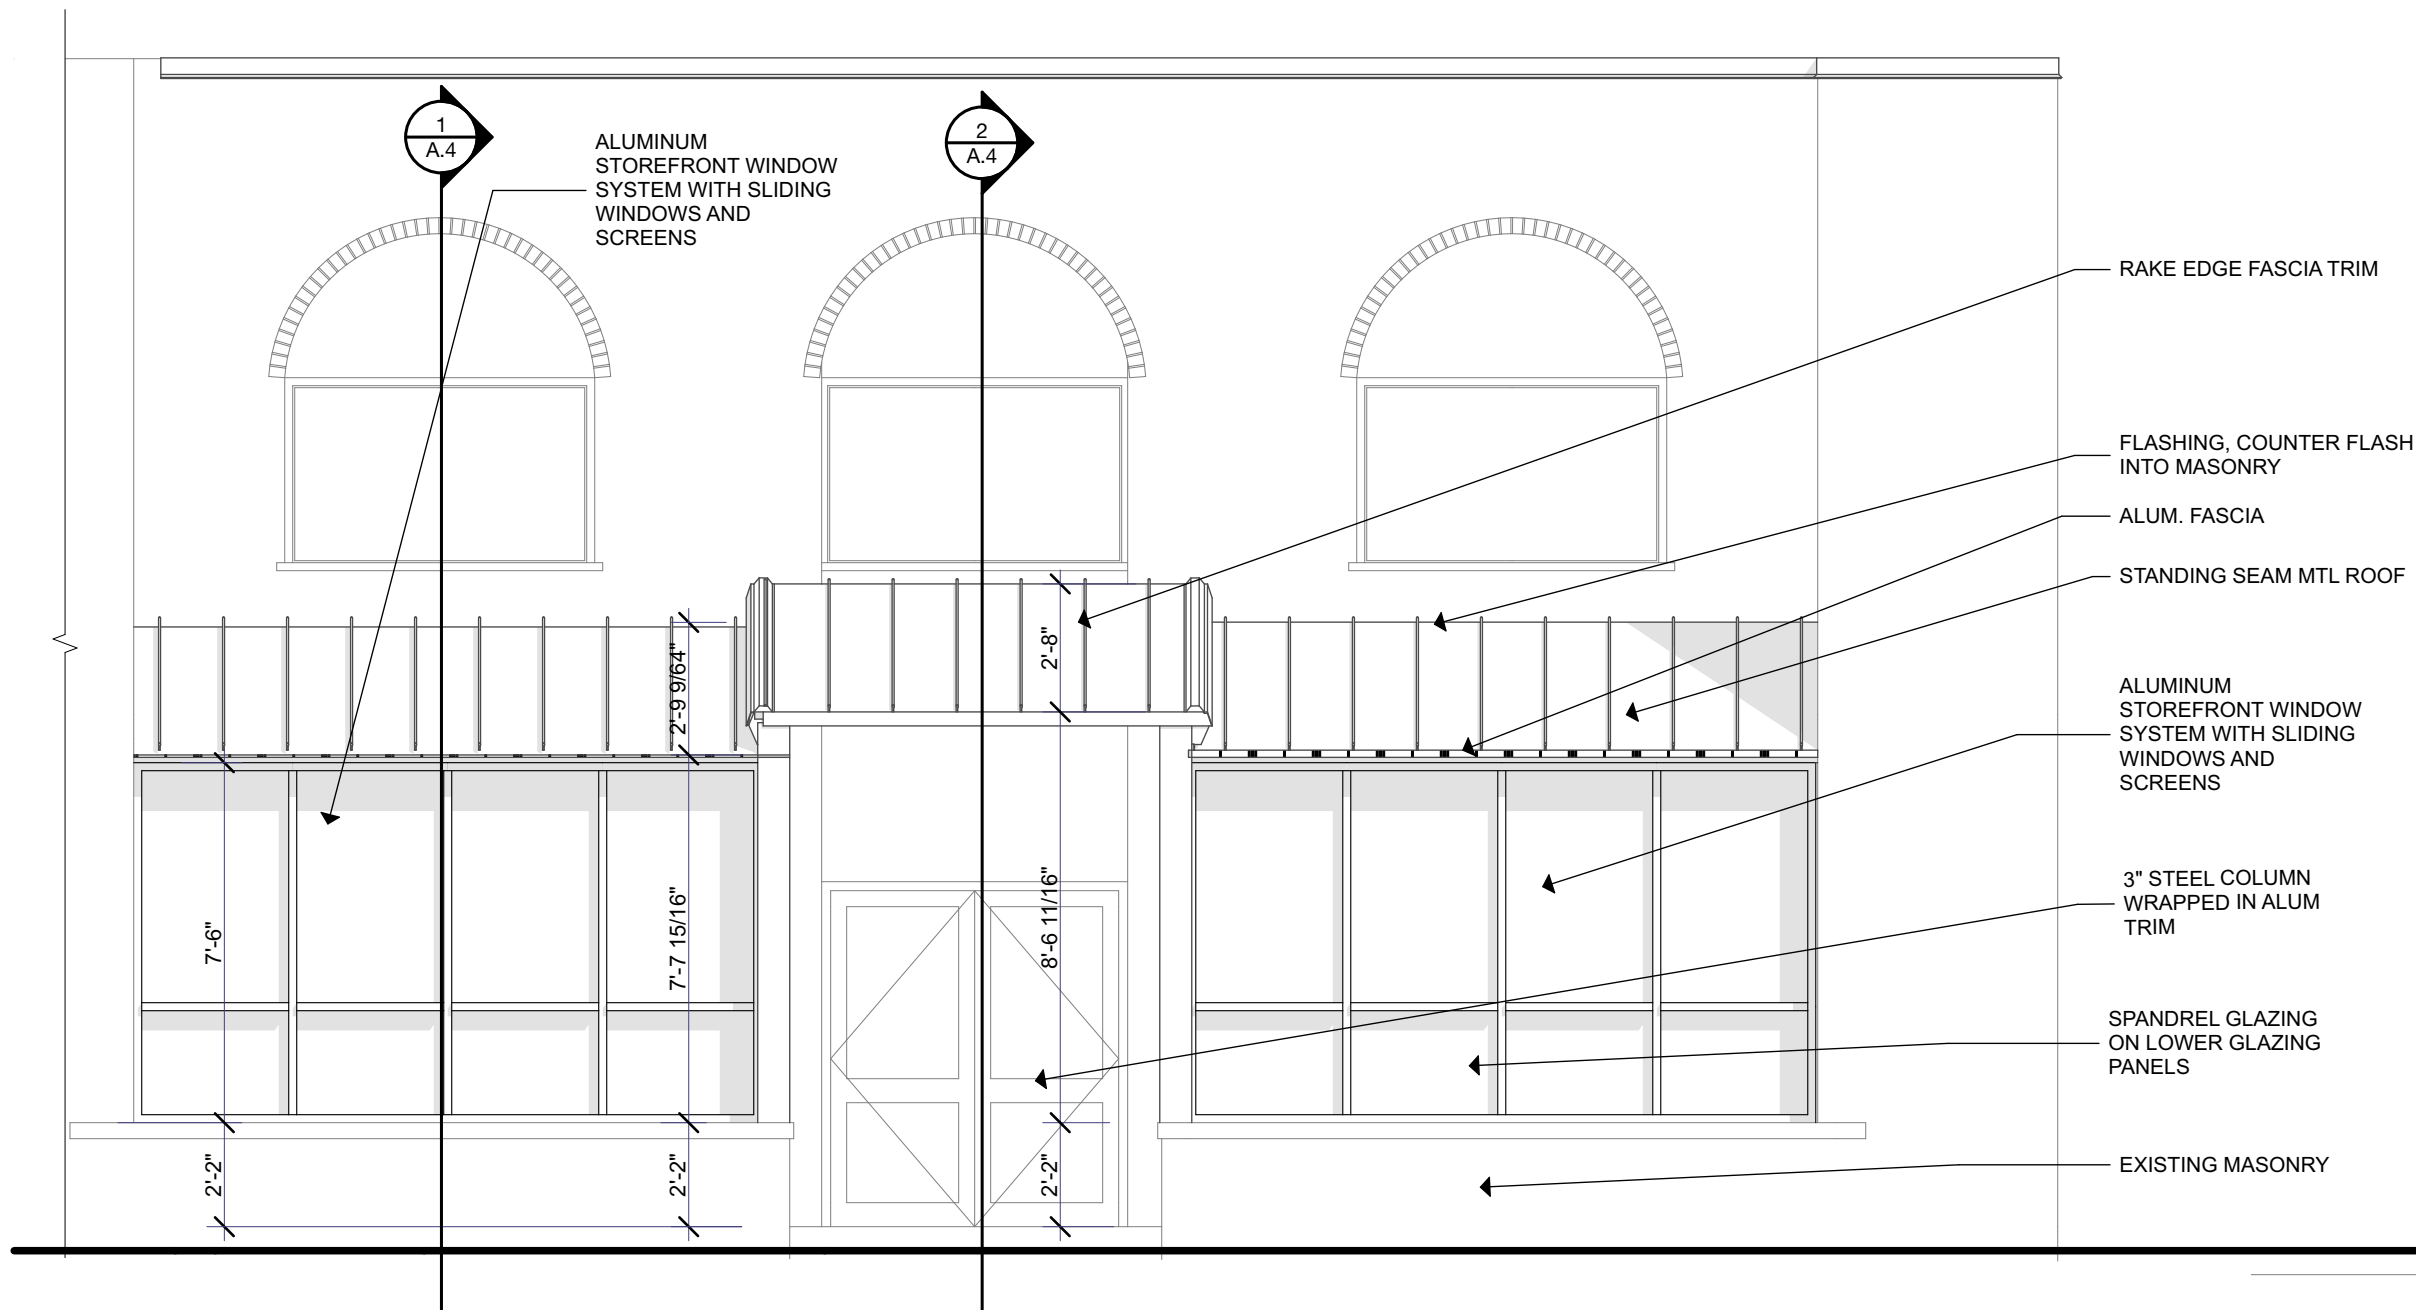 1
A.4
2
A.4
ALUMINUM
STOREFRONT WINDOW
SYSTEM WITH SLIDING
WINDOWS AND
SCREENS
RAKE EDGE FASCIA TRIM
FLASHING, COUNTER FLASH
INTO MASONRY
ALUM. FASCIA
STANDING SEAM MTL ROOF
ALUMINUM
STOREFRONT WINDOW
SYSTEM WITH SLIDING
WINDOWS AND
SCREENS
3" STEEL COLUMN
WRAPPED IN ALUM
TRIM
SPANDREL GLAZING
ON LOWER GLAZING
PANELS
EXISTING MASONRY
2'-9 9/64"
2'-8"
7'-6"
7'-7 15/16"
8'-6 11/16"
2'-2"
2'-2"
2'-2"